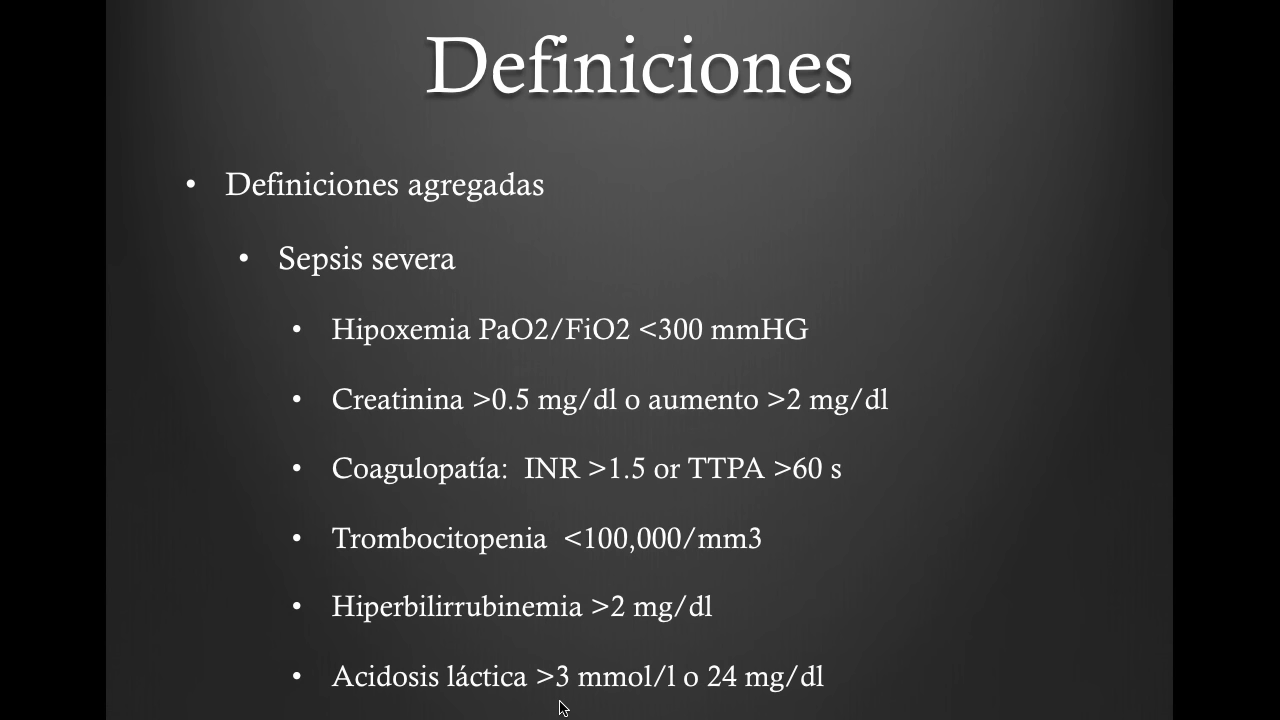 Definiciones
• Definiciones agregadas
• Sepsis severa
• Hipoxemia PaO2/FiO2 <300 mmHG
• Creatinina >0.5 mg/dl o aumento >2 mg/dl
• Coagulopatía:  INR >1.5 or TTPA >60 s
• Trombocitopenia  <100,000/mm3
• Hiperbilirrubinemia >2 mg/dl
• Acidosis láctica >3 mmol/l o 24 mg/dl